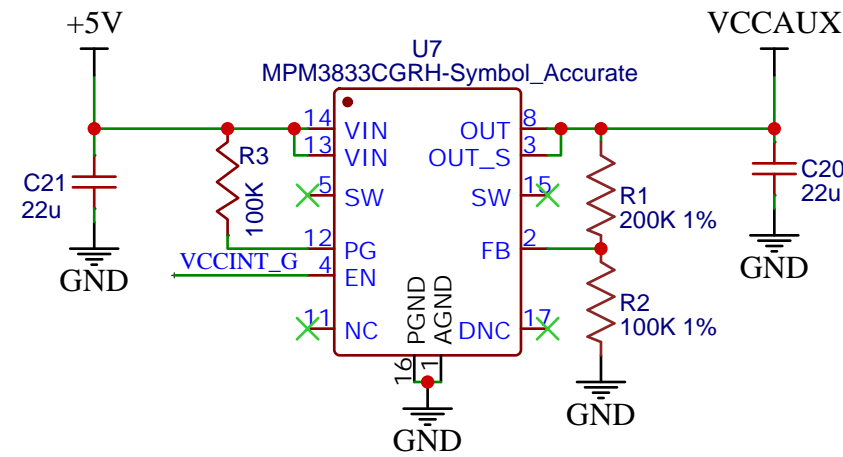 +5V
VCCAUX
U7
MPM3833CGRH-Symbol_Accurate
14
VIN
OUT
8
13
VIN
OUT_S
3
R3
100K
C21
22u
C20
22u
5
SW
SW
15
R1
200K 1%
12
PG
FB
2
VCCINT_G
4
EN
GND
GND
R2
100K 1%
11
NC
PGND
AGND
DNC
17
16
1
GND
GND